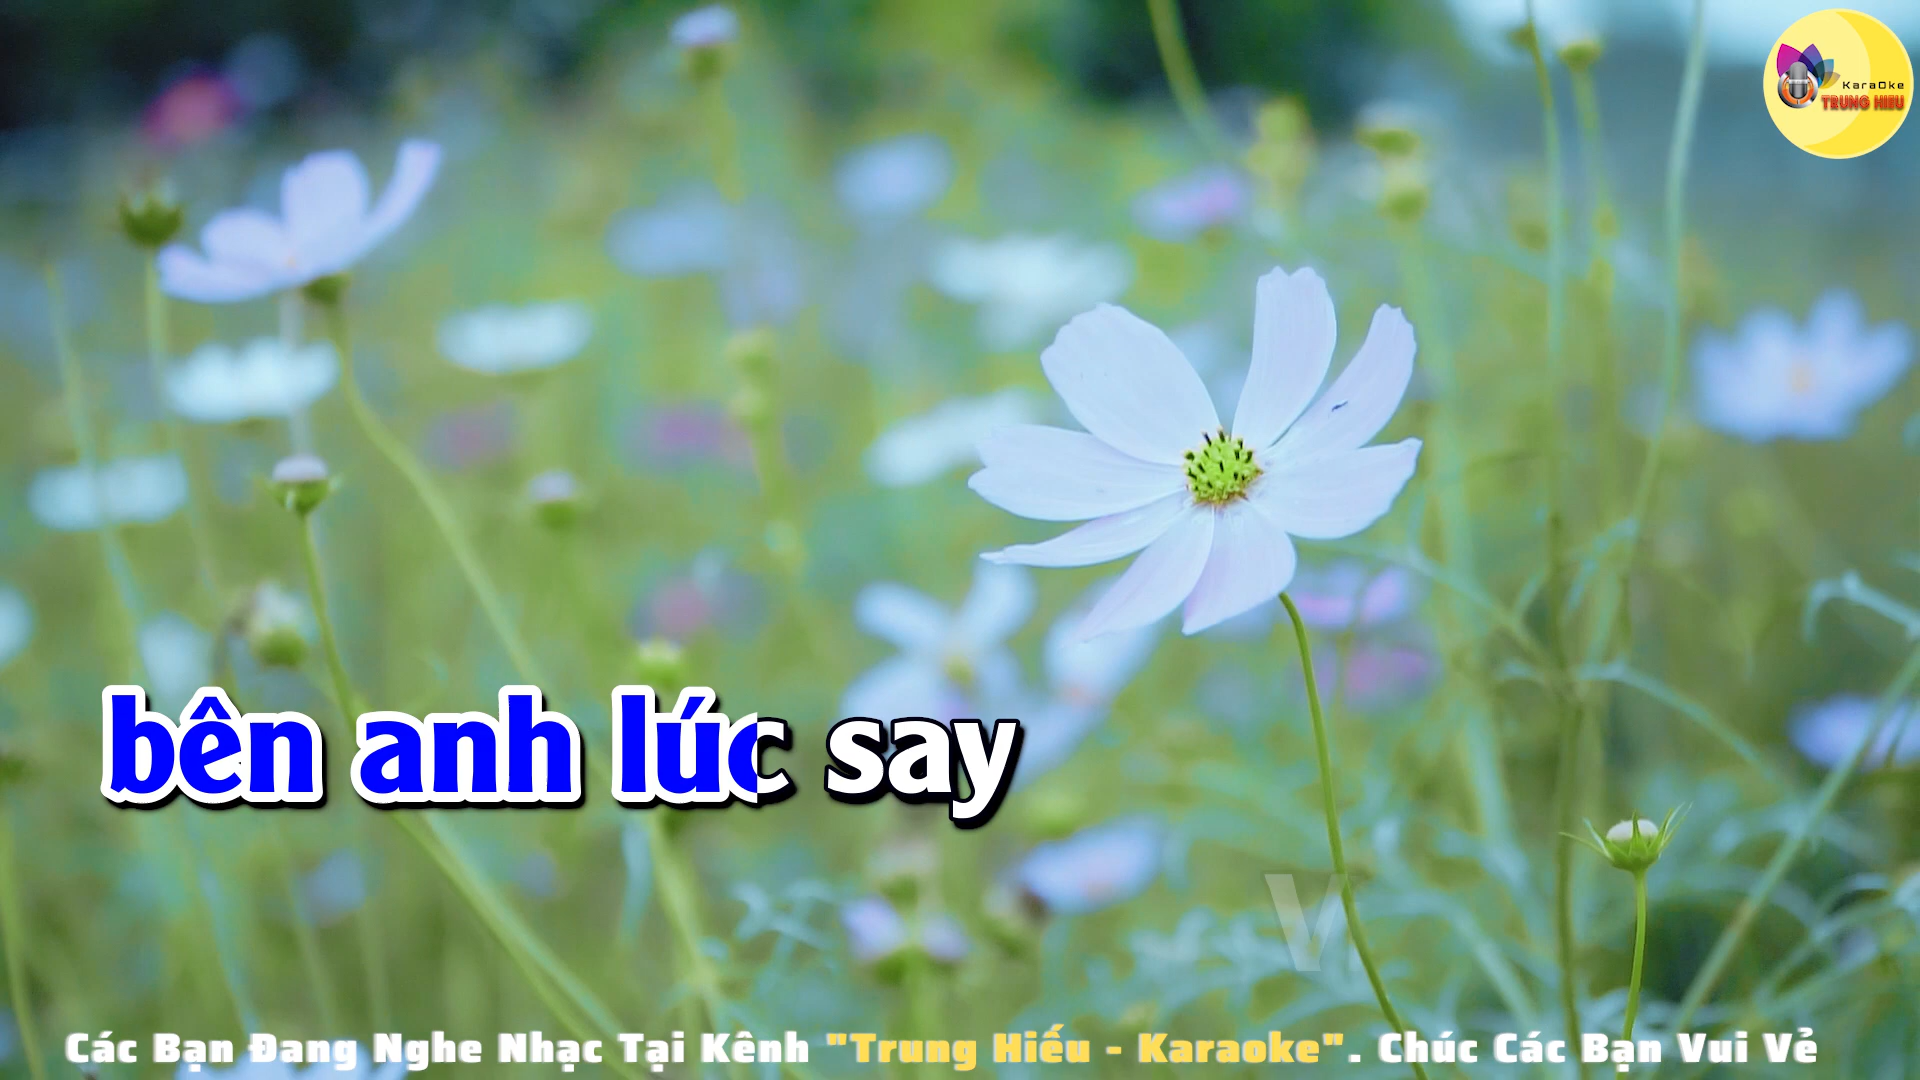 KaraOke
TRUNG HIẾU
bên anh lúc say
V
Các Bạn Đang Nghe Nhạc Tại Kênh "Trung Hiếu - Karaoke". Chúc Các Bạn Vui Vẻ